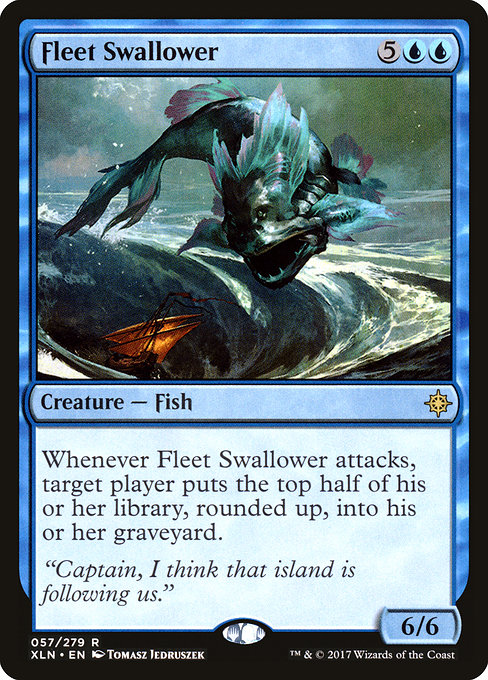 Fleet Swallower 5
Creature — Fish
Whenever Fleet Swallower attacks,
target player puts the top half of his
or her library, rounded up, into his
or her graveyard.
“Captain, I think that island is
following us.”
6/6
057/279 R
XLN • EN Tomasz Jedruszek
™ & © 2017 Wizards of the Coast